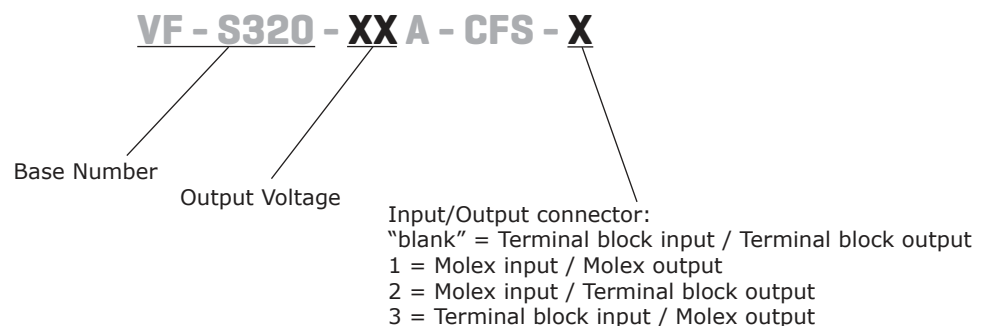 VF - S320 - XX A - CFS - X
Base Number
Output Voltage
Input/Output connector:
“blank” = Terminal block input / Terminal block output
1 = Molex input / Molex output
2 = Molex input / Terminal block output
3 = Terminal block input / Molex output